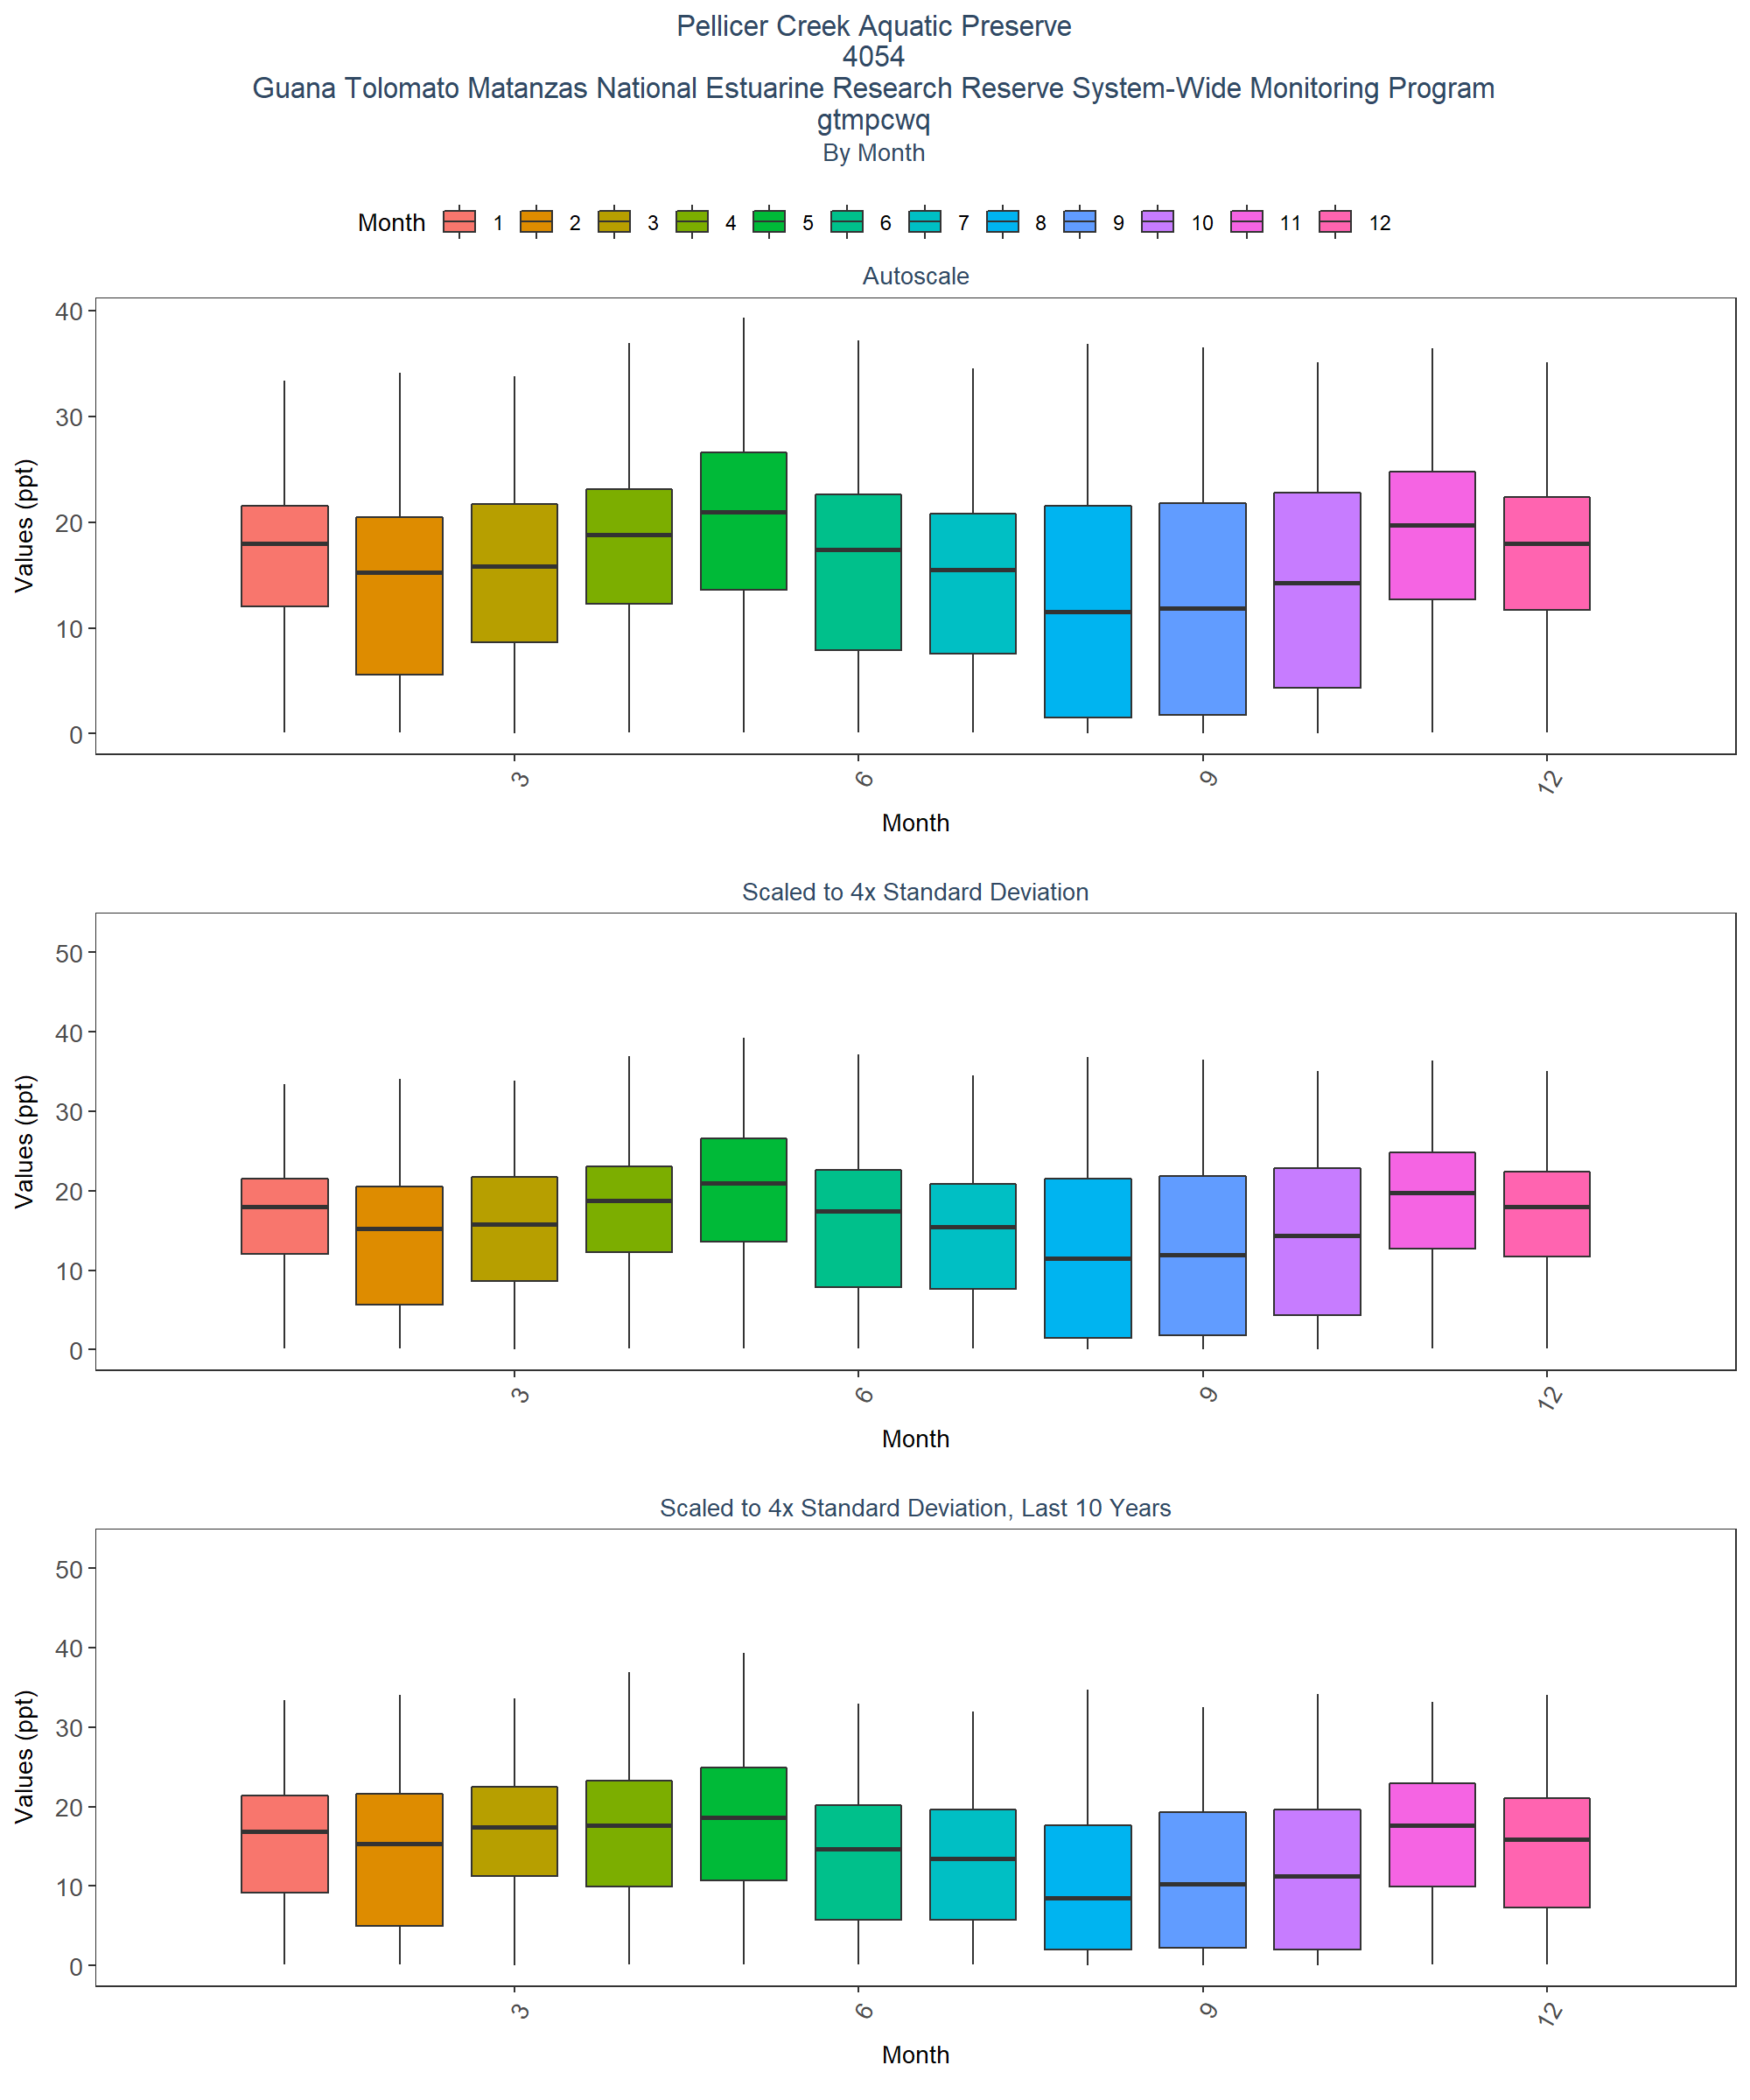 Pellicer Creek Aquatic Preserve
4054
Guana Tolomato Matanzas National Estuarine Research Reserve System-Wide Monitoring Program
gtmpcwq
By Month
Month 1 2 3 4 5 6 7 8 9 10 11 12
Autoscale
40
30
20
10
0
Values (ppt)
3 6 9 12
Month
Scaled to 4x Standard Deviation
50
40
30
20
10
0
Values (ppt)
3 6 9 12
Month
Scaled to 4x Standard Deviation, Last 10 Years
50
40
30
20
10
0
Values (ppt)
3 6 9 12
Month